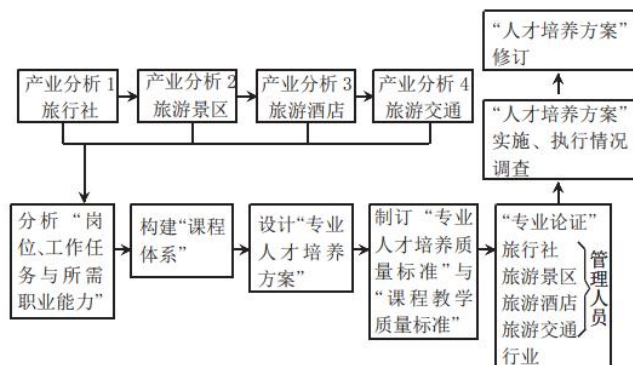 产业分析 1
旅行社
产业分析 2
旅游景区
产业分析 3
旅游酒店
产业分析 4
旅游交通
分析“岗
位、工作任
务与所需
职业能力”
构建“课程
体系”
设计“专业
人才培养
方案”
制订“专业
人才培养质
量标准”与
“课程教学
质量标准”
“专业论证”
旅行社
旅游景区
旅游酒店
旅游交通
行业
管理人员
“人才培养方案”
实施、执行情况
调查
“人才培养方案”
修订